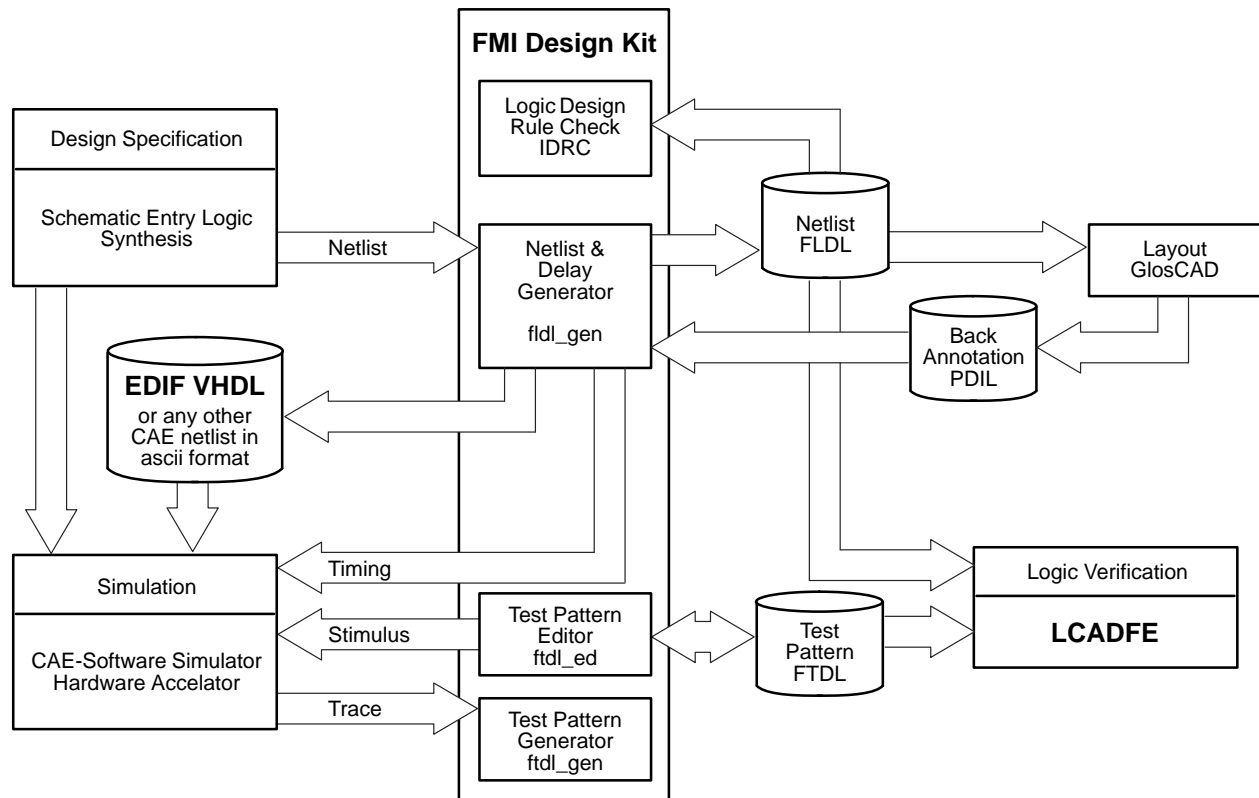 FMI Design Kit
Logic Design
Rule Check
IDRC
Design Specification
Schematic Entry Logic
Synthesis
Netlist
Netlist &
Delay
Generator
fldl_gen
Netlist
FLDL
Layout
GlosCAD
Back
Annotation
PDIL
EDIF VHDL
or any other
CAE netlist in
ascii format
Timing
Simulation
CAE-Software Simulator
Hardware Accelator
Stimulus
Test Pattern
Editor
ftdl_ed
Test
Pattern
FTDL
Logic Verification
LCADFE
Trace
Test Pattern
Generator
ftdl_gen